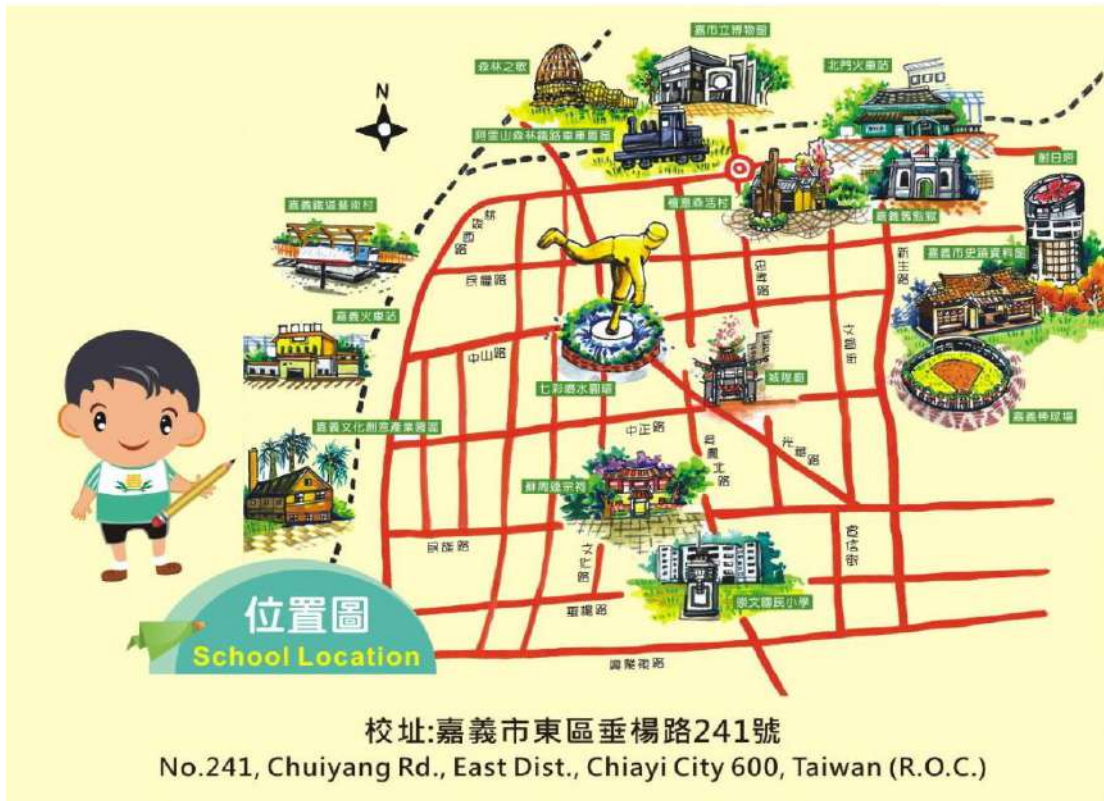 嘉市立博物館
森林之歌
北門火車站
N
阿里山森林鐵路車庫園區
射日塔
檜意森活村
嘉義舊監獄
嘉義鐵道藝術村
林森西路
新生路
嘉義市史蹟資料館
民權路
忠孝路
嘉義火車站
文昌街
中山路
七彩噴水圓環
城隍廟
嘉義棒球場
嘉義文化創意產業園區
中正路
吳鳳北路
光華路
蘇周連宗祠
民族路
文化路
宣信街
垂楊路
崇文國民小學
興業西路
位置圖
School Location
校址:嘉義市東區垂楊路241號
No.241, Chuiyang Rd., East Dist., Chiayi City 600, Taiwan (R.O.C.)